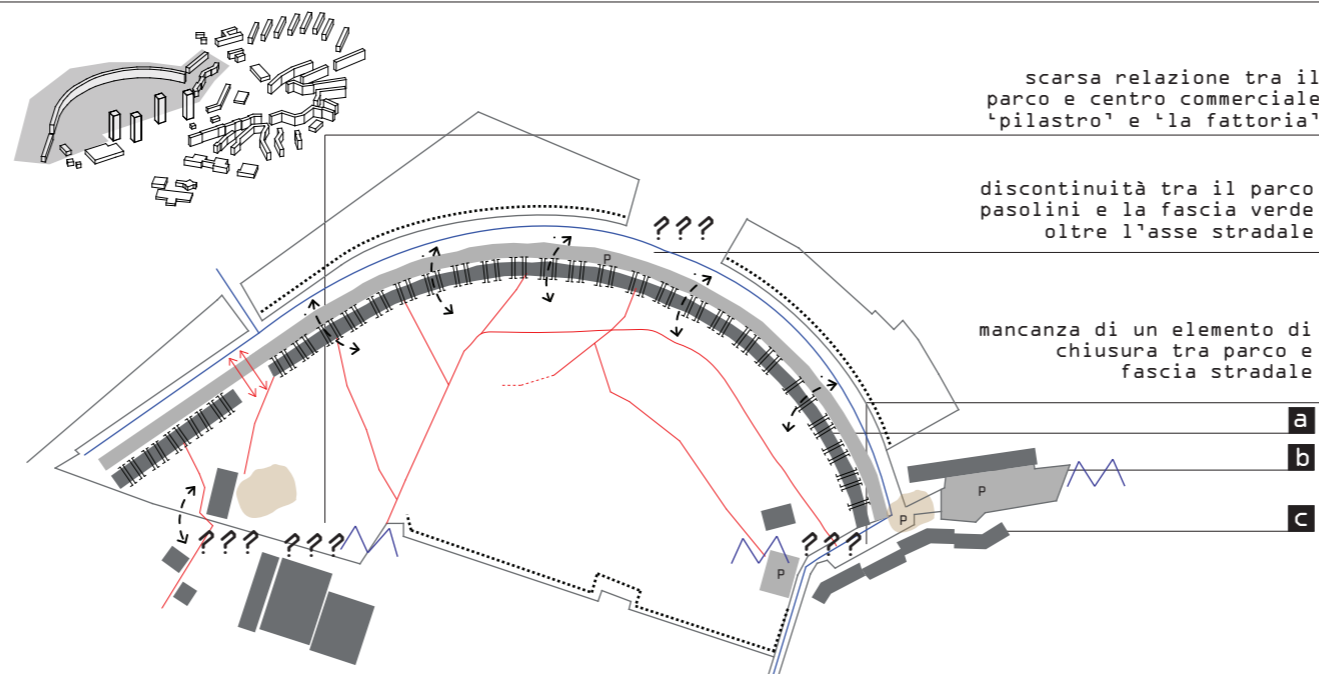 scarsa relazione tra il
parco e centro commerciale
'pilastro' e 'la fattoria'
discontinuità tra il parco
pasolini e la fascia verde
oltre l'asse stradale
mancanza di un elemento di
chiusura tra parco e
fascia stradale
???
P
a
b
P
c
P
???
???
???
P